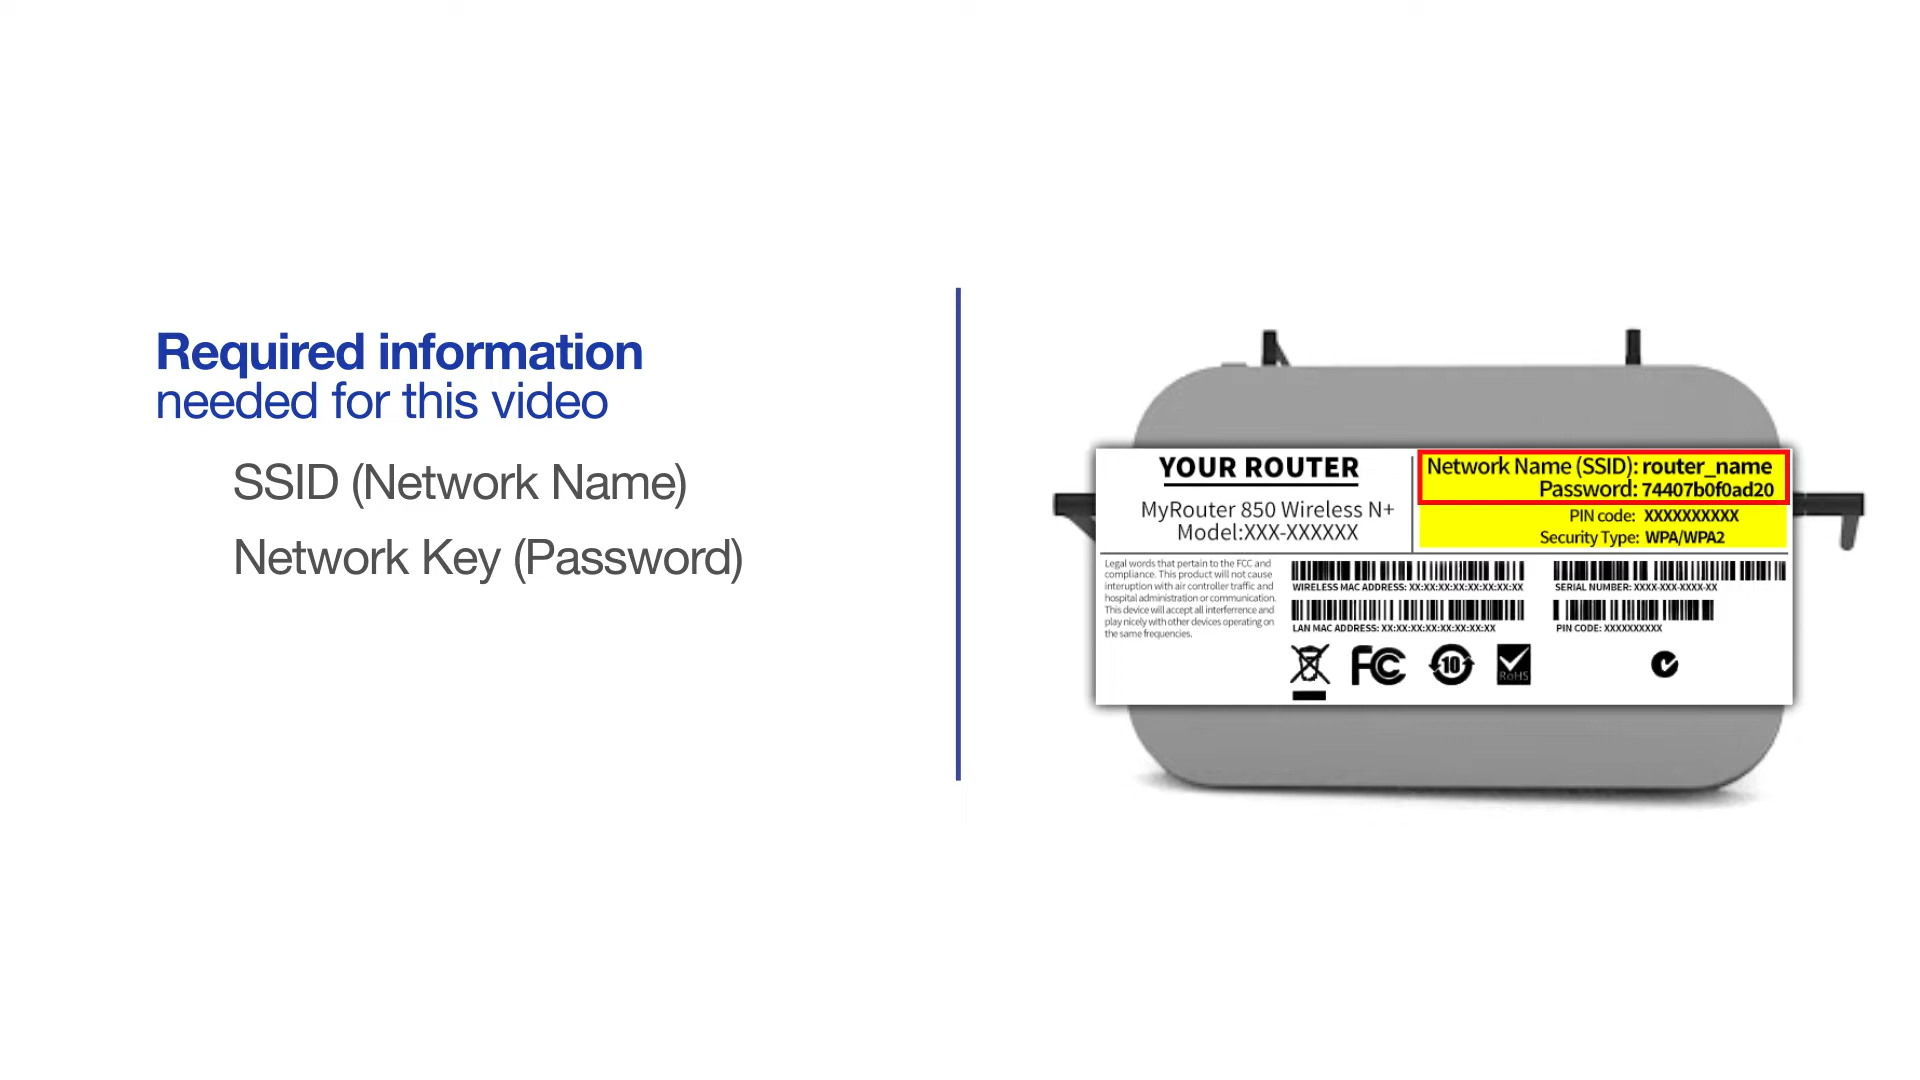 Required information
needed for this video
SSID (Network Name)
Network Key (Password)
YOUR ROUTER
MyRouter 850 Wireless N+
Model:XXX-XXXXXX
Network Name (SSID): router_name
Password: 74407b0f0ad20
PIN code: XXXXXXXXXX
Security Type: WPA/WPA2
Legal words that pertain to the FCC and
compliance. This product will not cause
interuption with air controller traffic and
hospital administration or communication.
This device will accept all interferrence and
play nicely with other devices operating on
the same frequencies.
WIRELESS MAC ADDRESS: XX:XX:XX:XX:XX:XX:XX:XX
SERIAL NUMBER: XXXX-XXX-XXXX-XX
LAN MAC ADDRESS: XX:XX:XX:XX:XX:XX:XX:XX
PIN CODE: XXXXXXXXXX
FC
10
RoHS